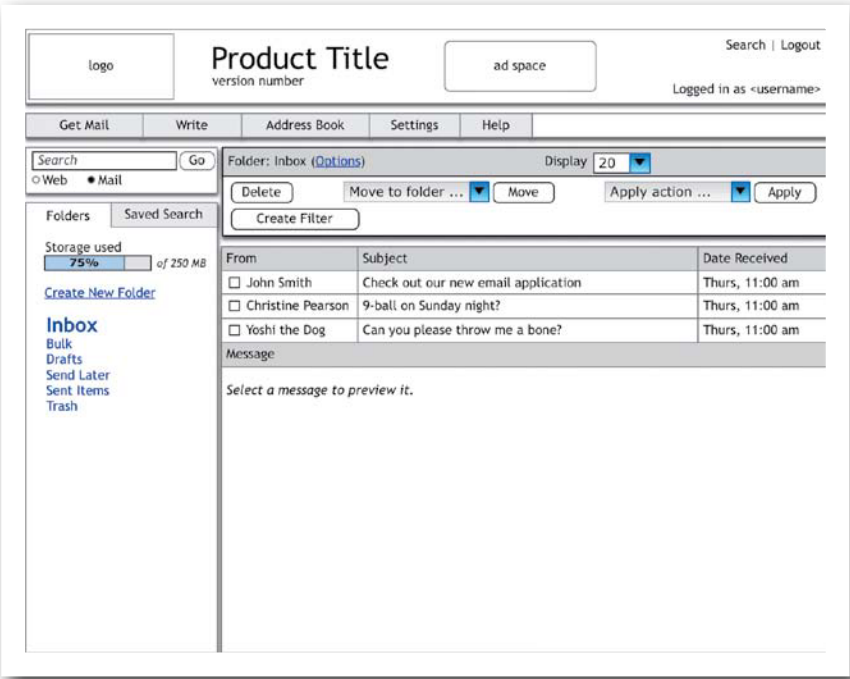 logo
Product Title
version number
ad space
Search | Logout
Logged in as <username>
Get Mail Write Address Book Settings Help
Search Go
Web Mail
Folders Saved Search
Storage used
75% of 250 MB
Create New Folder
Inbox
Bulk
Drafts
Send Later
Sent Items
Trash
Folder: Inbox (Options) Display 20
Delete Move to folder ... Move Apply action ... Apply
Create Filter
From Subject Date Received
John Smith Check out our new email application Thurs, 11:00 am
Christine Pearson 9-ball on Sunday night? Thurs, 11:00 am
Yoshi the Dog Can you please throw me a bone? Thurs, 11:00 am
Message
Select a message to preview it.